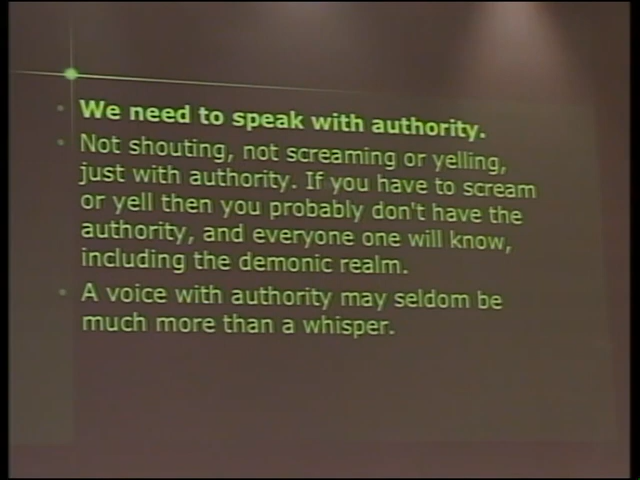 We need to speak with authority.
Not shouting, not screaming or yelling,
just with authority. If you have to scream
or yell then you probably don't have the
authority, and everyone one will know,
including the demonic realm.
A voice with authority may seldom be
much more than a whisper.